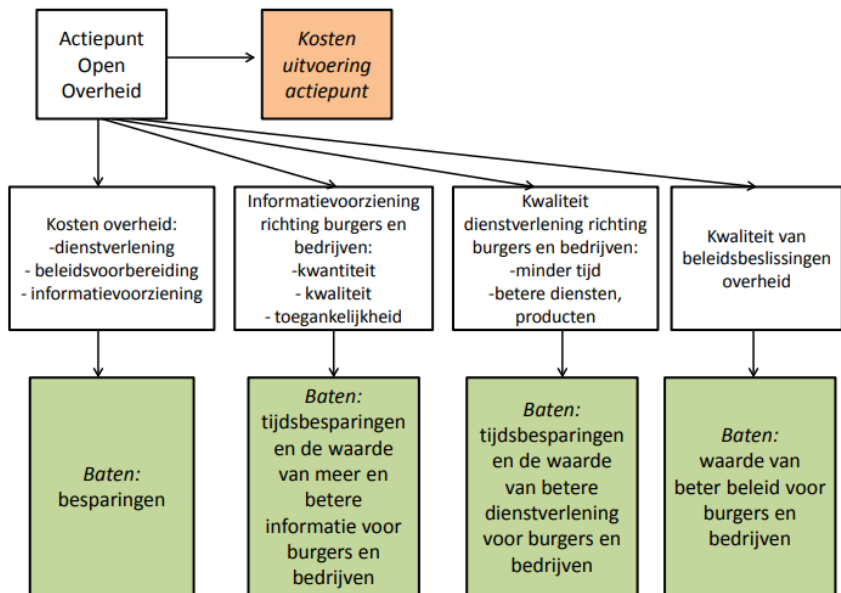 Actiepunt
Open
Overheid
Kosten
uitvoering
actiepunt
Kosten overheid:
-dienstverlening
- beleidsvoorbereiding
- informatievoorziening
Informatievoorziening
richting burgers en
bedrijven:
-kwantiteit
- kwaliteit
- toegankelijkheid
Kwaliteit
dienstverlening richting
burgers en bedrijven:
-minder tijd
-betere diensten,
producten
Kwaliteit van
beleidsbeslissingen
overheid
Baten:
besparingen
Baten:
tijdsbesparingen
en de waarde
van meer en
betere
informatie voor
burgers en
bedrijven
Baten:
tijdsbesparingen
en de waarde
van betere
dienstverlening
voor burgers en
bedrijven
Baten:
waarde van
beter beleid voor
burgers en
bedrijven